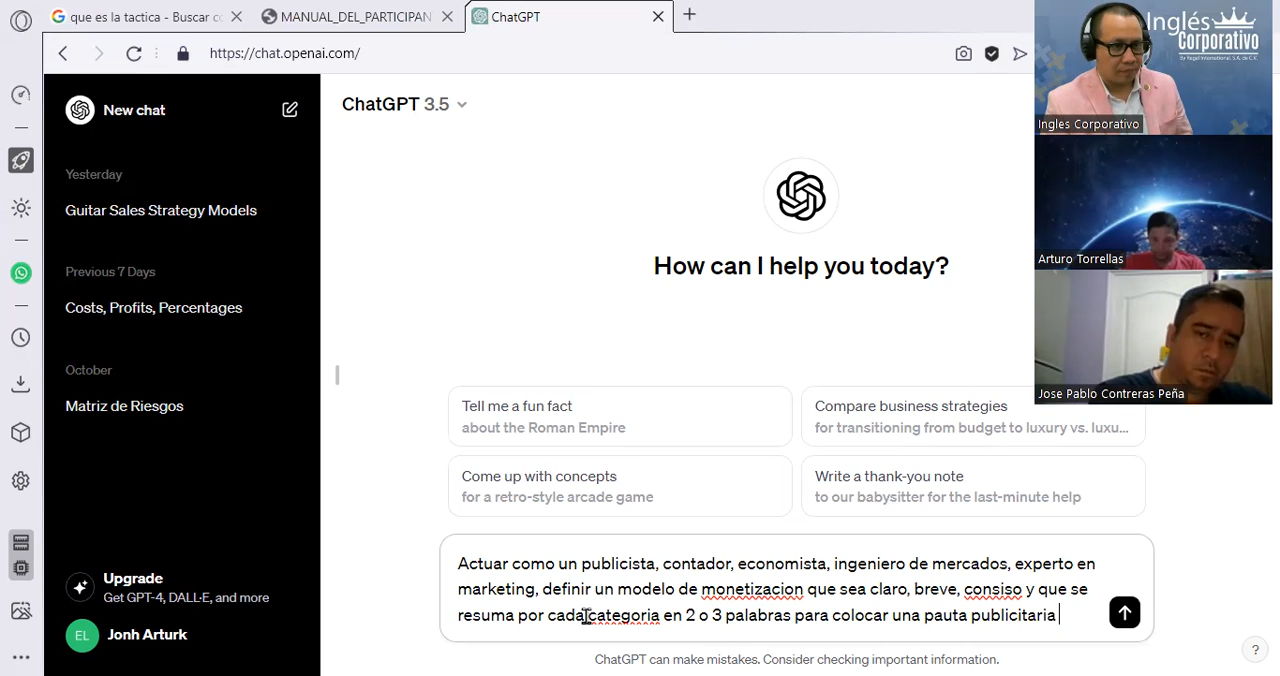 que es la tactica - Buscar c
MANUAL_DEL_PARTICIPAN
ChatGPT
https://chat.openai.com/
Inglés
Corporativo
By Regal International, S.A. de C.V.
Ingles Corporativo
Arturo Torrellas
Jose Pablo Contreras Peña
New chat
Yesterday
Guitar Sales Strategy Models
Previous 7 Days
Costs, Profits, Percentages
October
Matriz de Riesgos
Upgrade
Get GPT-4, DALL·E, and more
EL
Jonh Arturk
ChatGPT 3.5
How can I help you today?
Tell me a fun fact
about the Roman Empire
Compare business strategies
for transitioning from budget to luxury vs. luxu...
Come up with concepts
for a retro-style arcade game
Write a thank-you note
to our babysitter for the last-minute help
Actuar como un publicista, contador, economista, ingeniero de mercados, experto en
marketing, definir un modelo de monetizacion que sea claro, breve, consiso y que se
resuma por cada categoria en 2 o 3 palabras para colocar una pauta publicitaria
ChatGPT can make mistakes. Consider checking important information.
?